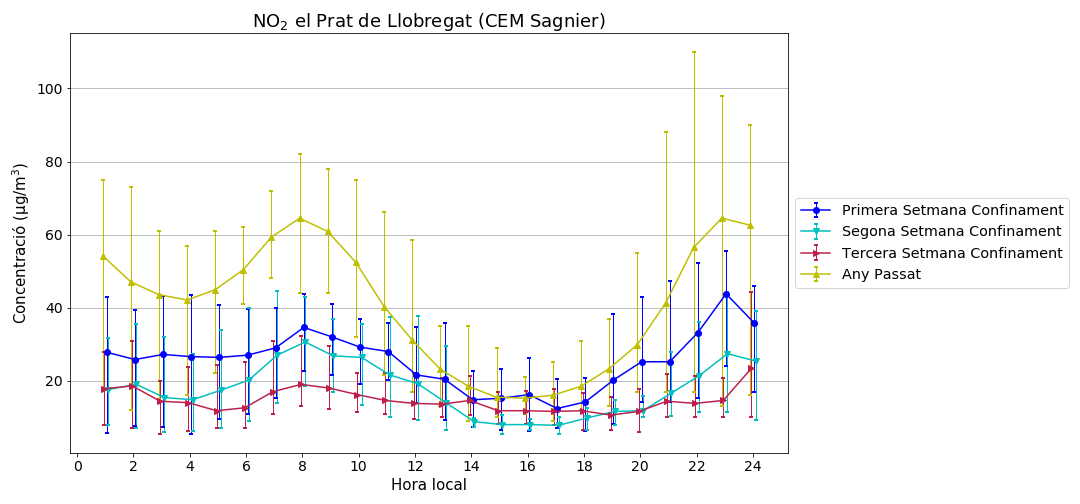 NO₂ el Prat de Llobregat (CEM Sagnier)
Concentració (µg/m³)
100
80
60
40
20
0 2 4 6 8 10 12 14 16 18 20 22 24
Hora local
Primera Setmana Confinament
Segona Setmana Confinament
Tercera Setmana Confinament
Any Passat